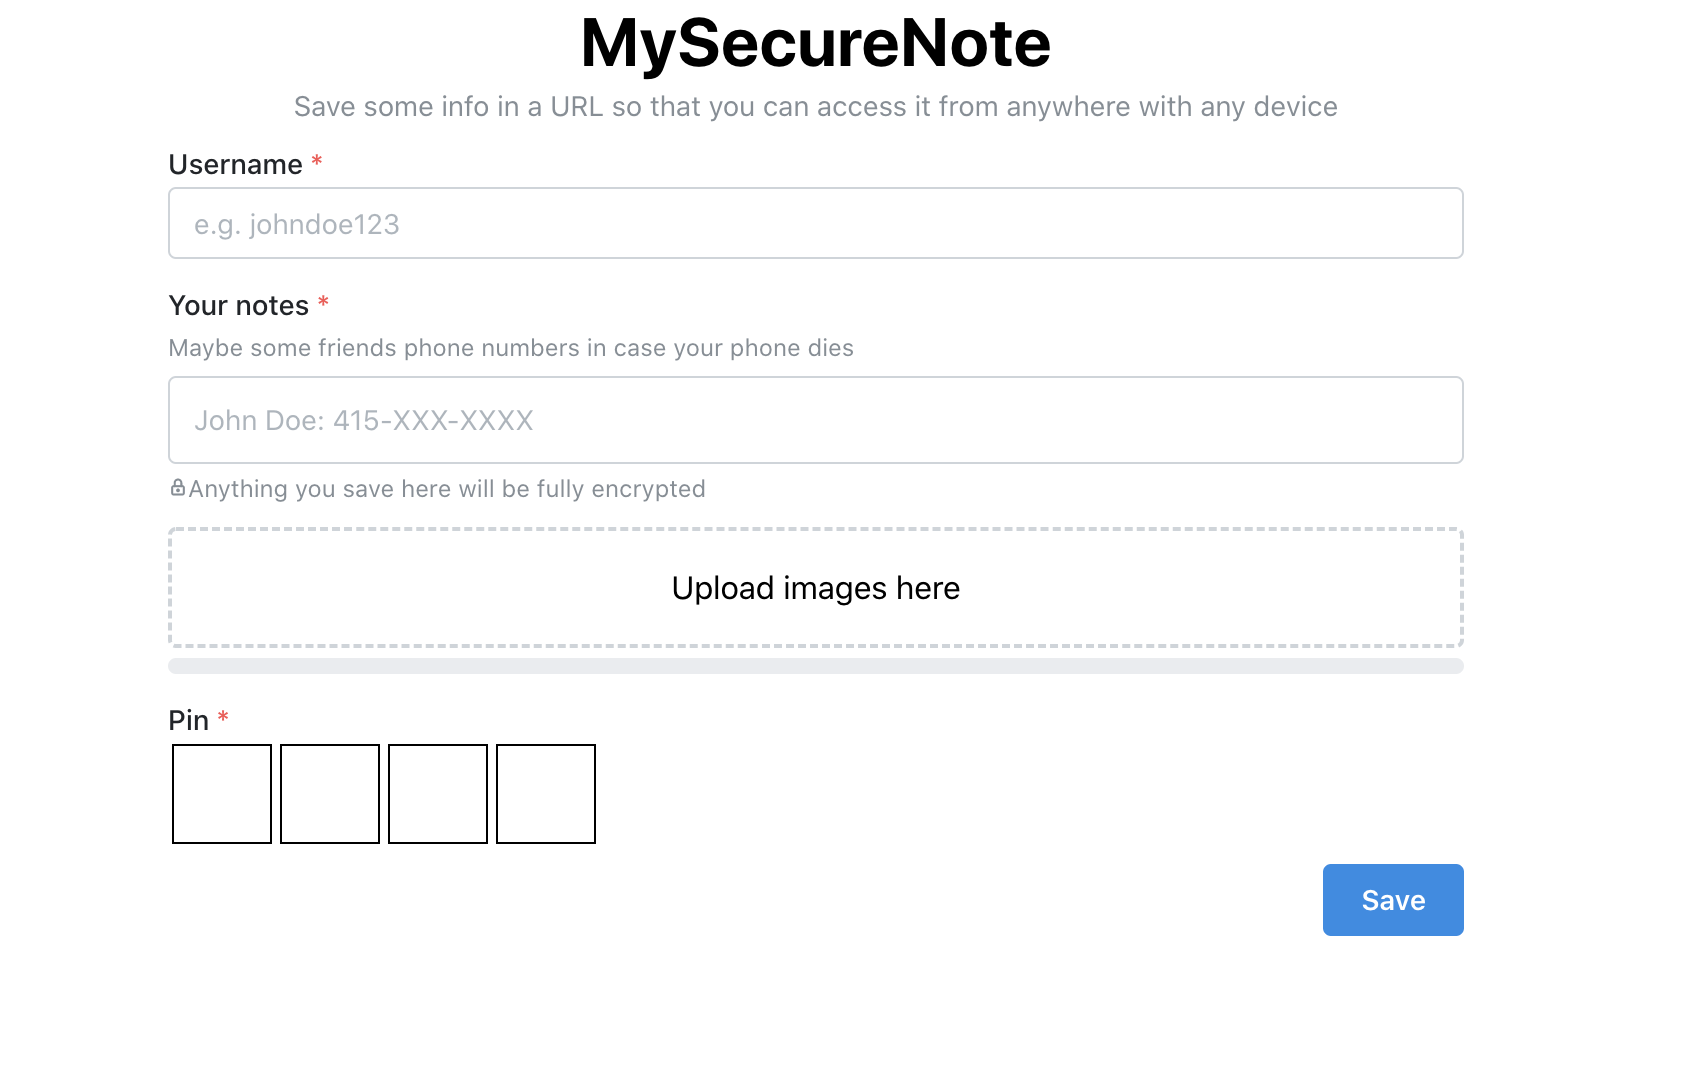 MySecureNote
Save some info in a URL so that you can access it from anywhere with any device
Username *
e.g. johndoe123
Your notes *
Maybe some friends phone numbers in case your phone dies
John Doe: 415-XXX-XXXX
Anything you save here will be fully encrypted
Upload images here
Pin *
Save